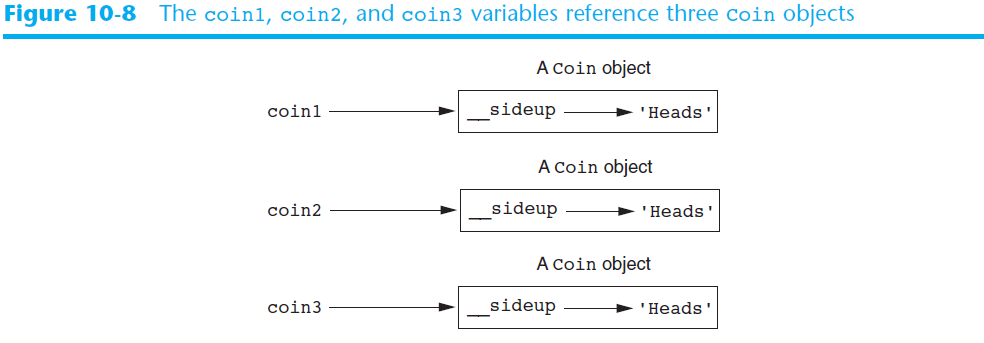 Figure 10-8 The coin1, coin2, and coin3 variables reference three Coin objects
A Coin object
coin1 __sideup 'Heads'
A Coin object
coin2 __sideup 'Heads'
A Coin object
coin3 __sideup 'Heads'